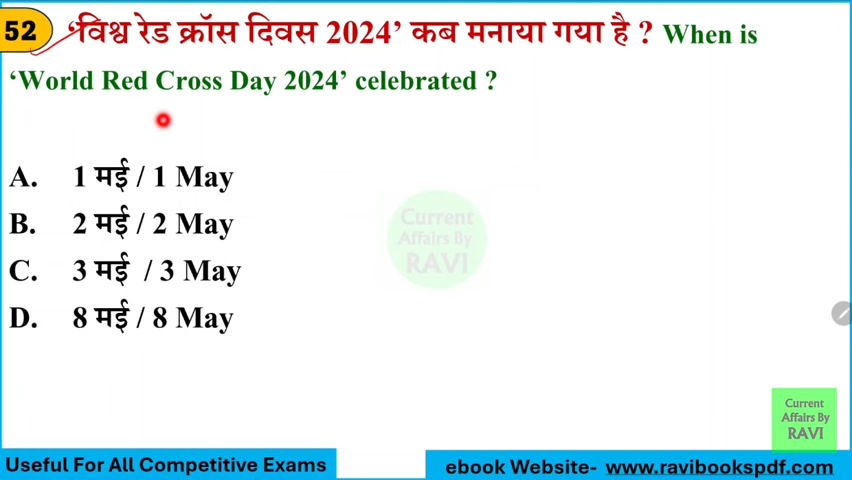 52 ‘विश्व रेड क्रॉस दिवस 2024’ कब मनाया गया है ? When is
‘World Red Cross Day 2024’ celebrated ?
A. 1 मई / 1 May
B. 2 मई / 2 May
C. 3 मई / 3 May
D. 8 मई / 8 May
Current
Affairs By
RAVI
Current
Affairs By
RAVI
Useful For All Competitive Exams
ebook Website- www.ravibookspdf.com